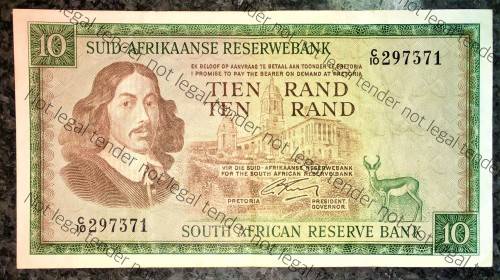 10
SUID-AFRIKAANSE RESERWEBANK
C/10 297371
EK BELOOF OP AANVRAAG TE BETAAL AAN TOONDER TE PRETORIA
I PROMISE TO PAY THE BEARER ON DEMAND AT PRETORIA
TIEN RAND
TEN RAND
VIR DIE SUID-AFRIKAANSE RESERWEBANK
FOR THE SOUTH AFRICAN RESERVE BANK
PRETORIA
PRESIDENT
GOVERNOR.
C/10 297371
SOUTH AFRICAN RESERVE BANK
10
Not legal tender not legal tender not legal tender